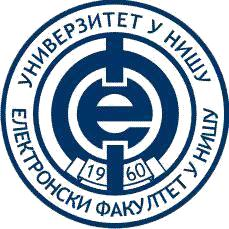 УНИВЕРЗИТЕТ У НИШУ
е
19 60
ЕЛЕКТРОНСКИ ФАКУЛТЕТ У НИШУ